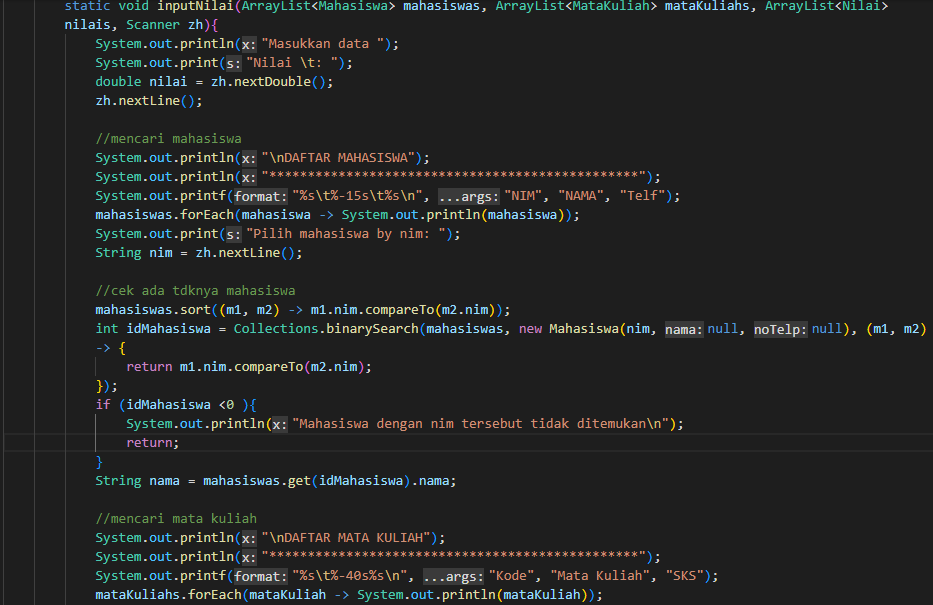 static void inputNilai(ArrayList<Mahasiswa> mahasiswas, ArrayList<MataKuliah> mataKuliahs, ArrayList<Nilai>
nilais, Scanner zh){
System.out.println(x: "Masukkan data ");
System.out.print(s: "Nilai \t: ");
double nilai = zh.nextDouble();
zh.nextLine();
//mencari mahasiswa
System.out.println(x: "\nDAFTAR MAHASISWA");
System.out.println(x: "************************************************");
System.out.printf(format: "%s\t%-15s\t%s\n", ...args: "NIM", "NAMA", "Telf");
mahasiswas.forEach(mahasiswa -> System.out.println(mahasiswa));
System.out.print(s: "Pilih mahasiswa by nim: ");
String nim = zh.nextLine();
//cek ada tdknya mahasiswa
mahasiswas.sort((m1, m2) -> m1.nim.compareTo(m2.nim));
int idMahasiswa = Collections.binarySearch(mahasiswas, new Mahasiswa(nim, nama: null, noTelp: null), (m1, m2)
-> {
return m1.nim.compareTo(m2.nim);
});
if (idMahasiswa <0 ){
System.out.println(x: "Mahasiswa dengan nim tersebut tidak ditemukan\n");
return;
}
String nama = mahasiswas.get(idMahasiswa).nama;
//mencari mata kuliah
System.out.println(x: "\nDAFTAR MATA KULIAH");
System.out.println(x: "************************************************");
System.out.printf(format: "%s\t%-40s%s\n", ...args: "Kode", "Mata Kuliah", "SKS");
mataKuliahs.forEach(mataKuliah -> System.out.println(mataKuliah));